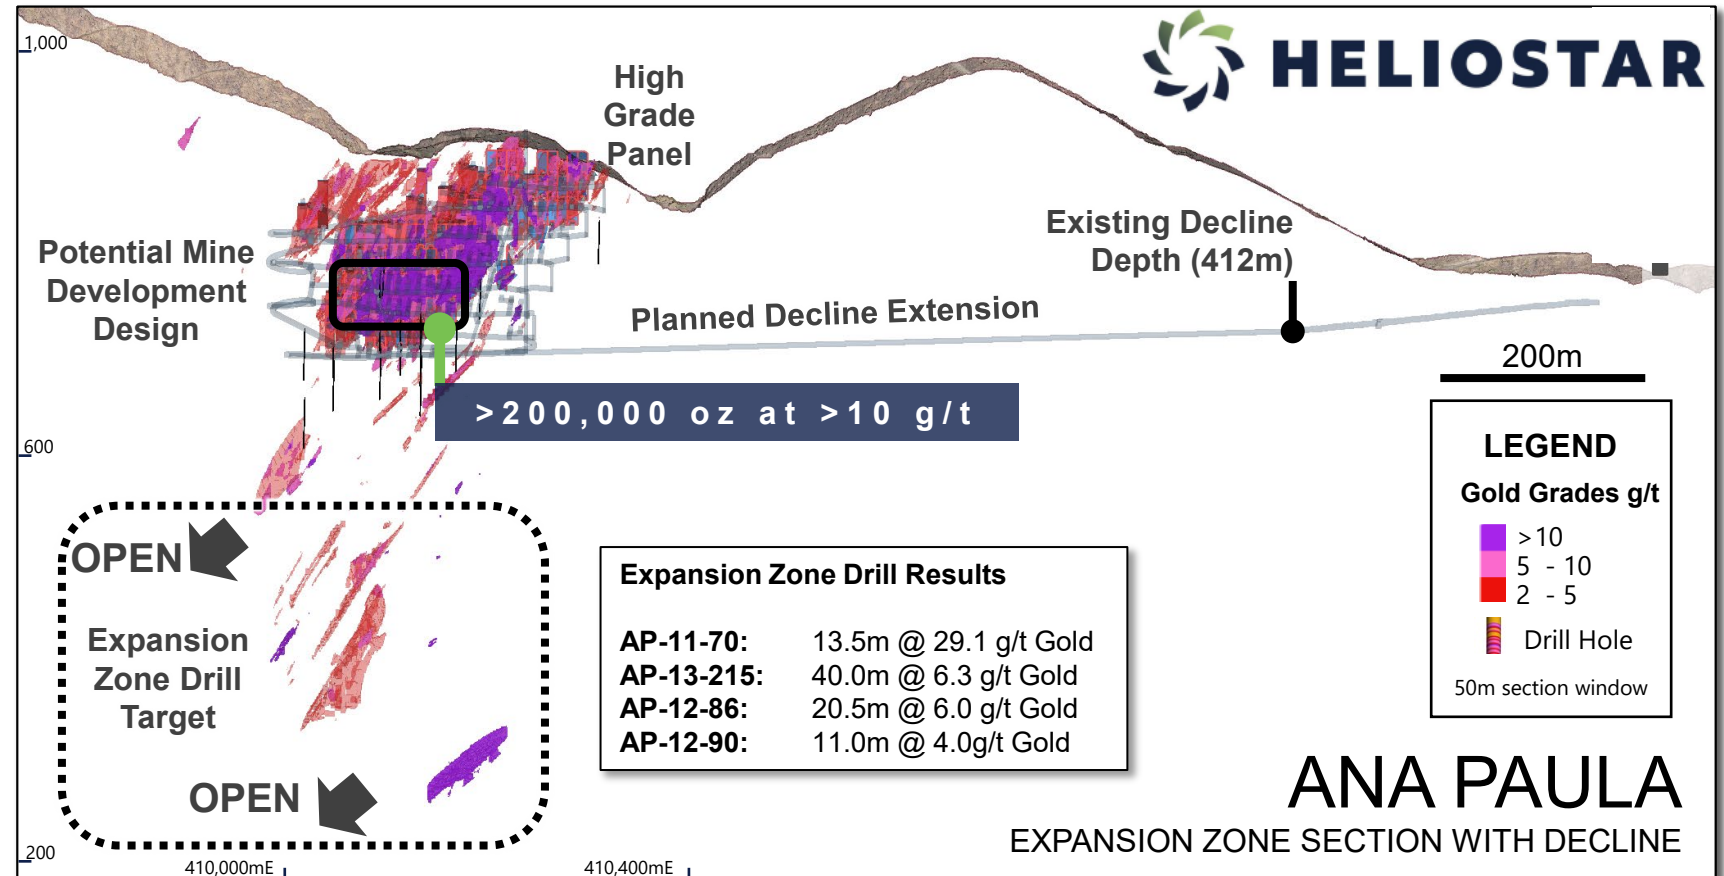 1,000
HELIOSTAR
High
Grade
Panel
Existing Decline
Depth (412m)
Potential Mine
Development
Design
Planned Decline Extension
200m
>200,000 oz at >10 g/t
600
LEGEND
Gold Grades g/t
>10
5 - 10
2 - 5
Drill Hole
50m section window
OPEN
Expansion
Zone Drill
Target
OPEN
Expansion Zone Drill Results
AP-11-70: 13.5m @ 29.1 g/t Gold
AP-13-215: 40.0m @ 6.3 g/t Gold
AP-12-86: 20.5m @ 6.0 g/t Gold
AP-12-90: 11.0m @ 4.0g/t Gold
ANA PAULA
EXPANSION ZONE SECTION WITH DECLINE
200
410,000mE
410,400mE